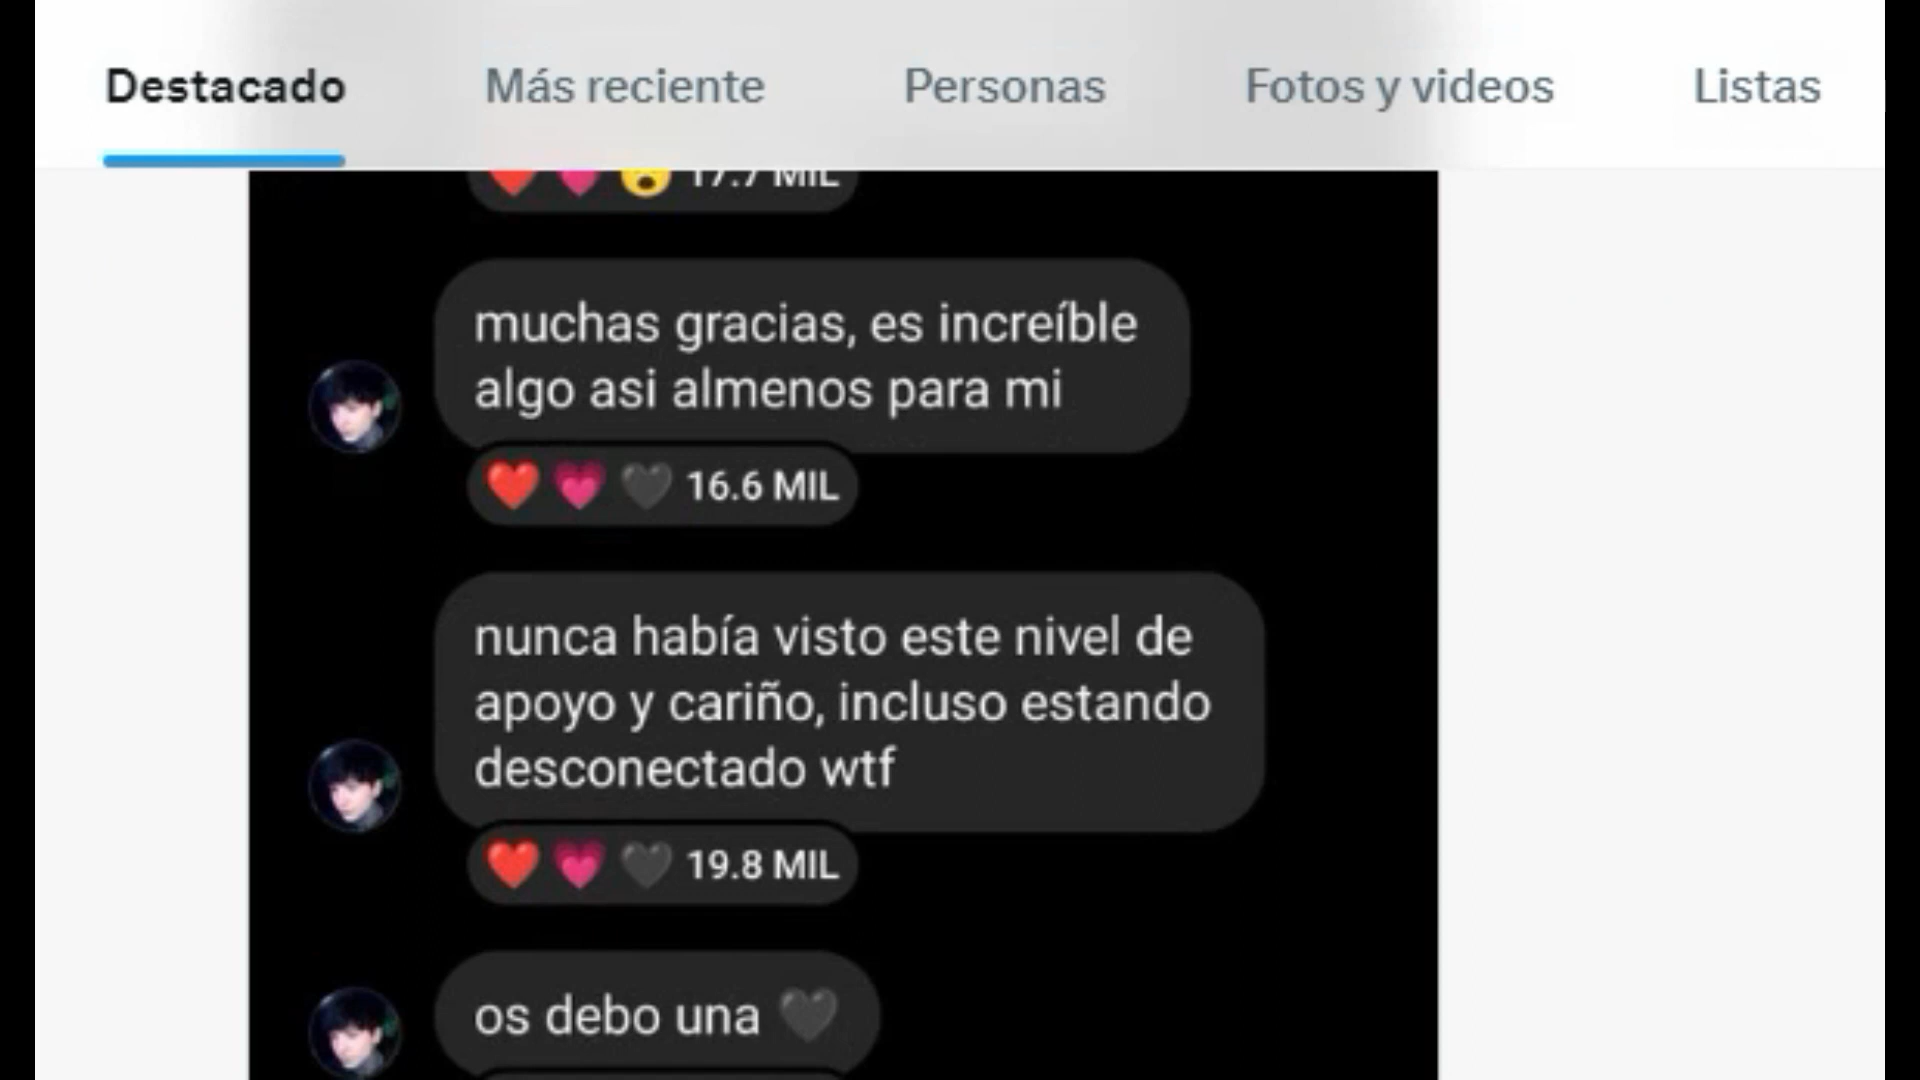 Destacado Más reciente Personas Fotos y videos Listas
17.7 MIL
muchas gracias, es increíble
algo asi almenos para mi
16.6 MIL
nunca había visto este nivel de
apoyo y cariño, incluso estando
desconectado wtf
19.8 MIL
os debo una 🖤